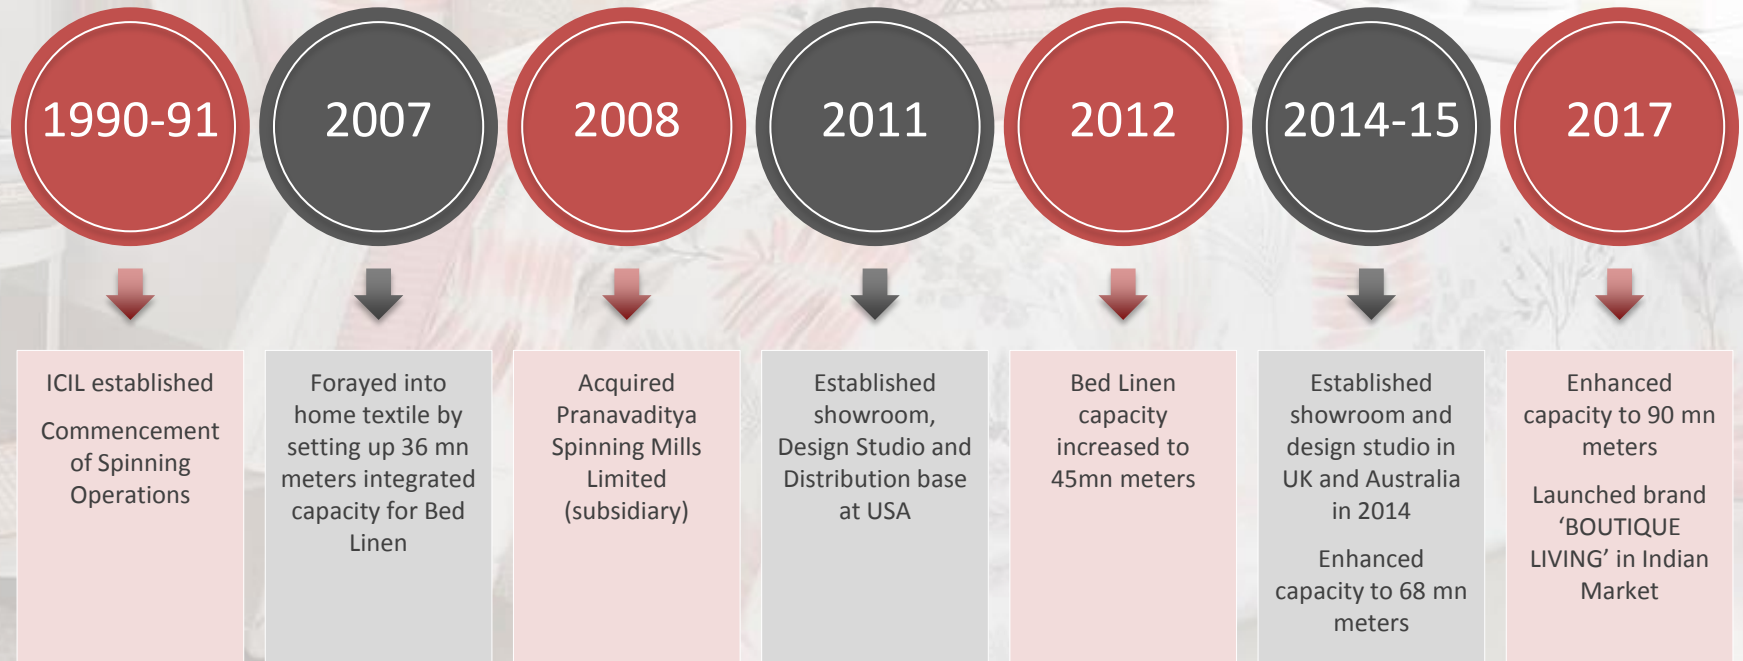 1990-91
2007
2008
2011
2012
2014-15
2017
ICIL established
Commencement
of Spinning
Operations
Forayed into
home textile by
setting up 36 mn
meters integrated
capacity for Bed
Linen
Acquired
Pranavaditya
Spinning Mills
Limited
(subsidiary)
Established
showroom,
Design Studio and
Distribution base
at USA
Bed Linen
capacity
increased to
45mn meters
Established
showroom and
design studio in
UK and Australia
in 2014
Enhanced
capacity to 68 mn
meters
Enhanced
capacity to 90 mn
meters
Launched brand
‘BOUTIQUE
LIVING’ in Indian
Market